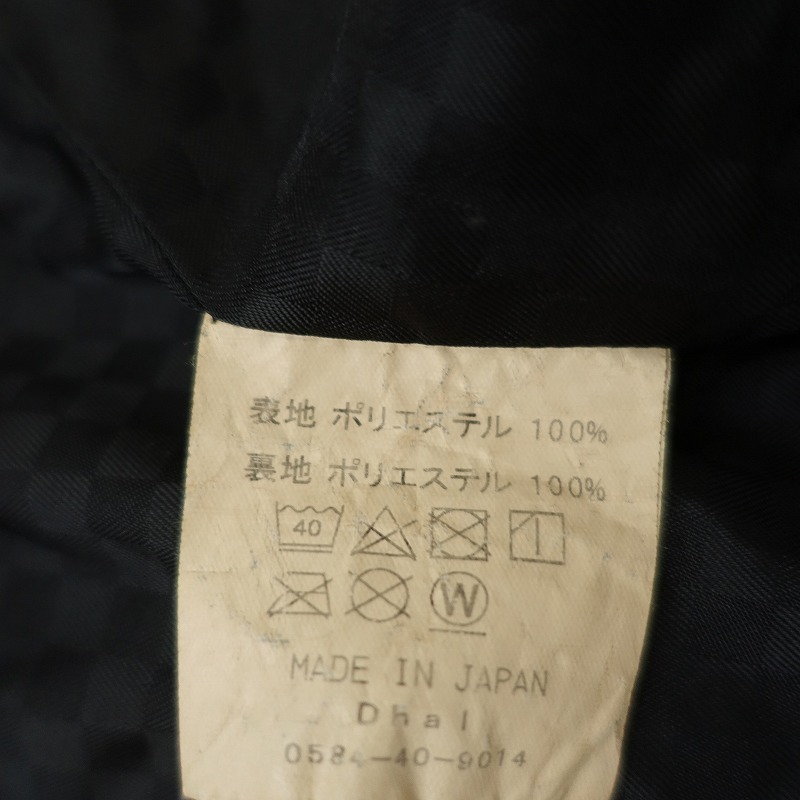 表地 ポリエステル 100%
裏地 ポリエステル 100%
40
W
MADE IN JAPAN
Dhal
0584-40-9014